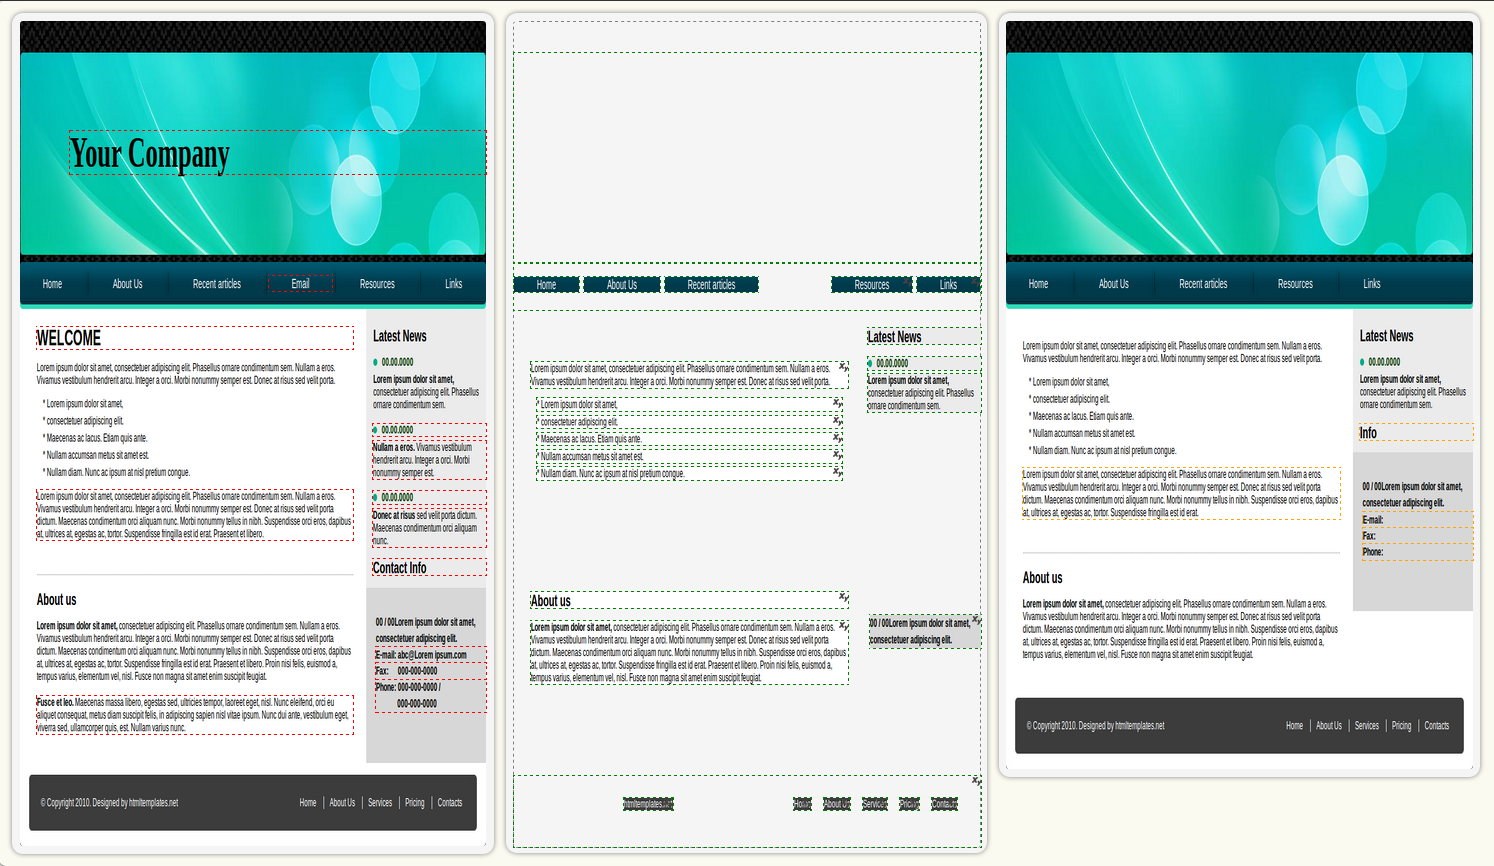 Your Company
Home About Us Recent articles Email Resources Links
WELCOME
Lorem ipsum dolor sit amet, consectetuer adipiscing elit. Phasellus ornare condimentum sem. Nullam a eros.
Vivamus vestibulum hendrerit arcu. Integer a orci. Morbi nonummy semper est. Donec at risus sed velit porta.
* Lorem ipsum dolor sit amet,
* consectetuer adipiscing elit.
* Maecenas ac lacus. Etiam quis ante.
* Nullam accumsan metus sit amet est.
* Nullam diam. Nunc ac ipsum at nisl pretium congue.
Lorem ipsum dolor sit amet, consectetuer adipiscing elit. Phasellus ornare condimentum sem. Nullam a eros.
Vivamus vestibulum hendrerit arcu. Integer a orci. Morbi nonummy semper est. Donec at risus sed velit porta
dictum. Maecenas condimentum orci aliquam nunc. Morbi nonummy tellus in nibh. Suspendisse orci eros, dapibus
at, ultrices at, egestas ac, tortor. Suspendisse fringilla est id erat. Praesent et libero.
About us
Lorem ipsum dolor sit amet, consectetuer adipiscing elit. Phasellus ornare condimentum sem. Nullam a eros.
Vivamus vestibulum hendrerit arcu. Integer a orci. Morbi nonummy semper est. Donec at risus sed velit porta
dictum. Maecenas condimentum orci aliquam nunc. Morbi nonummy tellus in nibh. Suspendisse orci eros, dapibus
at, ultrices at, egestas ac, tortor. Suspendisse fringilla est id erat. Praesent et libero. Proin nisi felis, euismod a,
tempus varius, elementum vel, nisl. Fusce non magna sit amet enim suscipit feugiat.
Fusce et leo. Maecenas massa libero, egestas sed, ultricies tempor, laoreet eget, nisl. Nunc eleifend, orci eu
aliquet consequat, metus diam suscipit felis, in adipiscing sapien nisl vitae ipsum. Nunc dui ante, vestibulum eget,
viverra sed, ullamcorper quis, est. Nullam varius nunc.
Latest News
00.00.0000
Lorem ipsum dolor sit amet,
consectetuer adipiscing elit. Phasellus
ornare condimentum sem.
00.00.0000
Nullam a eros. Vivamus vestibulum
hendrerit arcu. Integer a orci. Morbi
nonummy semper est.
00.00.0000
Donec at risus sed velit porta dictum.
Maecenas condimentum orci aliquam
nunc.
Contact Info
00 / 00Lorem ipsum dolor sit amet,
consectetuer adipiscing elit.
E-mail: abc@Lorem ipsum.com
Fax: 000-000-0000
Phone: 000-000-0000 /
000-000-0000
© Copyright 2010. Designed by htmltemplates.net Home About Us Services Pricing Contacts
Home About Us Recent articles Resources Links
Lorem ipsum dolor sit amet, consectetuer adipiscing elit. Phasellus ornare condimentum sem. Nullam a eros.
Vivamus vestibulum hendrerit arcu. Integer a orci. Morbi nonummy semper est. Donec at risus sed velit porta.
* Lorem ipsum dolor sit amet,
* consectetuer adipiscing elit.
* Maecenas ac lacus. Etiam quis ante.
* Nullam accumsan metus sit amet est.
* Nullam diam. Nunc ac ipsum at nisl pretium congue.
About us
Lorem ipsum dolor sit amet, consectetuer adipiscing elit. Phasellus ornare condimentum sem. Nullam a eros.
Vivamus vestibulum hendrerit arcu. Integer a orci. Morbi nonummy semper est. Donec at risus sed velit porta
dictum. Maecenas condimentum orci aliquam nunc. Morbi nonummy tellus in nibh. Suspendisse orci eros, dapibus
at, ultrices at, egestas ac, tortor. Suspendisse fringilla est id erat. Praesent et libero. Proin nisi felis, euismod a,
tempus varius, elementum vel, nisl. Fusce non magna sit amet enim suscipit feugiat.
Latest News
00.00.0000
Lorem ipsum dolor sit amet,
consectetuer adipiscing elit. Phasellus
ornare condimentum sem.
00 / 00Lorem ipsum dolor sit amet,
consectetuer adipiscing elit.
About Us
Home About Us Recent articles Resources Links
Lorem ipsum dolor sit amet, consectetuer adipiscing elit. Phasellus ornare condimentum sem. Nullam a eros.
Vivamus vestibulum hendrerit arcu. Integer a orci. Morbi nonummy semper est. Donec at risus sed velit porta.
* Lorem ipsum dolor sit amet,
* consectetuer adipiscing elit.
* Maecenas ac lacus. Etiam quis ante.
* Nullam accumsan metus sit amet est.
* Nullam diam. Nunc ac ipsum at nisl pretium congue.
Lorem ipsum dolor sit amet, consectetuer adipiscing elit. Phasellus ornare condimentum sem. Nullam a eros.
Vivamus vestibulum hendrerit arcu. Integer a orci. Morbi nonummy semper est. Donec at risus sed velit porta
dictum. Maecenas condimentum orci aliquam nunc. Morbi nonummy tellus in nibh. Suspendisse orci eros, dapibus
at, ultrices at, egestas ac, tortor. Suspendisse fringilla est id erat.
About us
Lorem ipsum dolor sit amet, consectetuer adipiscing elit. Phasellus ornare condimentum sem. Nullam a eros.
Vivamus vestibulum hendrerit arcu. Integer a orci. Morbi nonummy semper est. Donec at risus sed velit porta
dictum. Maecenas condimentum orci aliquam nunc. Morbi nonummy tellus in nibh. Suspendisse orci eros, dapibus
at, ultrices at, egestas ac, tortor. Suspendisse fringilla est id erat. Praesent et libero. Proin nisi felis, euismod a,
tempus varius, elementum vel, nisl. Fusce non magna sit amet enim suscipit feugiat.
Latest News
00.00.0000
Lorem ipsum dolor sit amet,
consectetuer adipiscing elit. Phasellus
ornare condimentum sem.
Info
00 / 00Lorem ipsum dolor sit amet,
consectetuer adipiscing elit.
E-mail:
Fax:
Phone:
© Copyright 2010. Designed by htmltemplates.net Home About Us Services Pricing Contacts